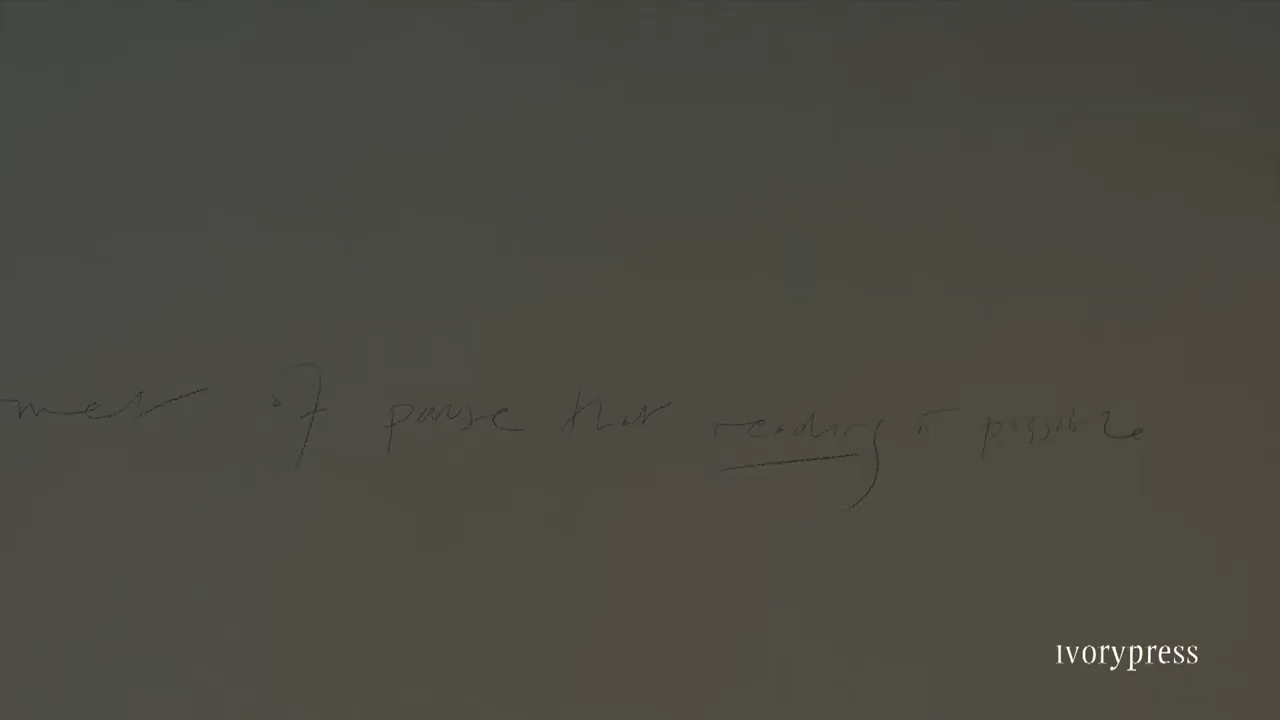 of pause that reading is possible
ivorypress